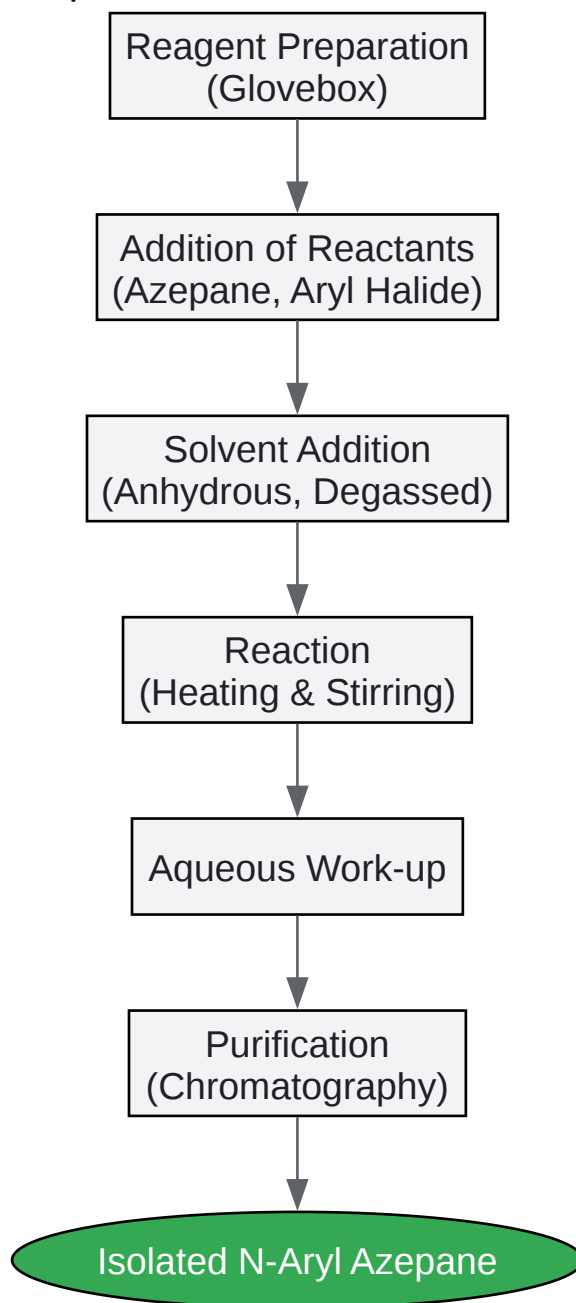 Reagent Preparation
(Glovebox)
Addition of Reactants
(Azepane, Aryl Halide)
Solvent Addition
(Anhydrous, Degassed)
Reaction
(Heating & Stirring)
Aqueous Work-up
Purification
(Chromatography)
Isolated N-Aryl Azepane